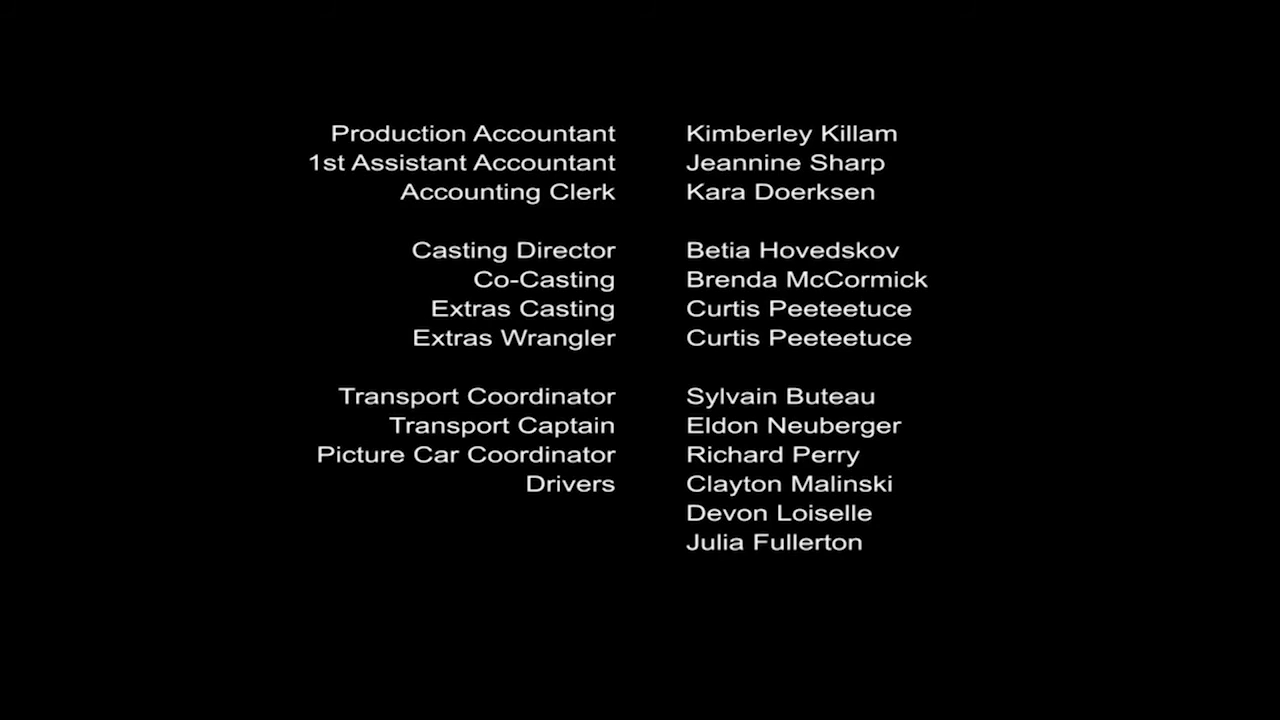 Production Accountant Kimberley Killam
1st Assistant Accountant Jeannine Sharp
Accounting Clerk Kara Doerksen
Casting Director Betia Hovedskov
Co-Casting Brenda McCormick
Extras Casting Curtis Peeteetuce
Extras Wrangler Curtis Peeteetuce
Transport Coordinator Sylvain Buteau
Transport Captain Eldon Neuberger
Picture Car Coordinator Richard Perry
Drivers Clayton Malinski
Devon Loiselle
Julia Fullerton